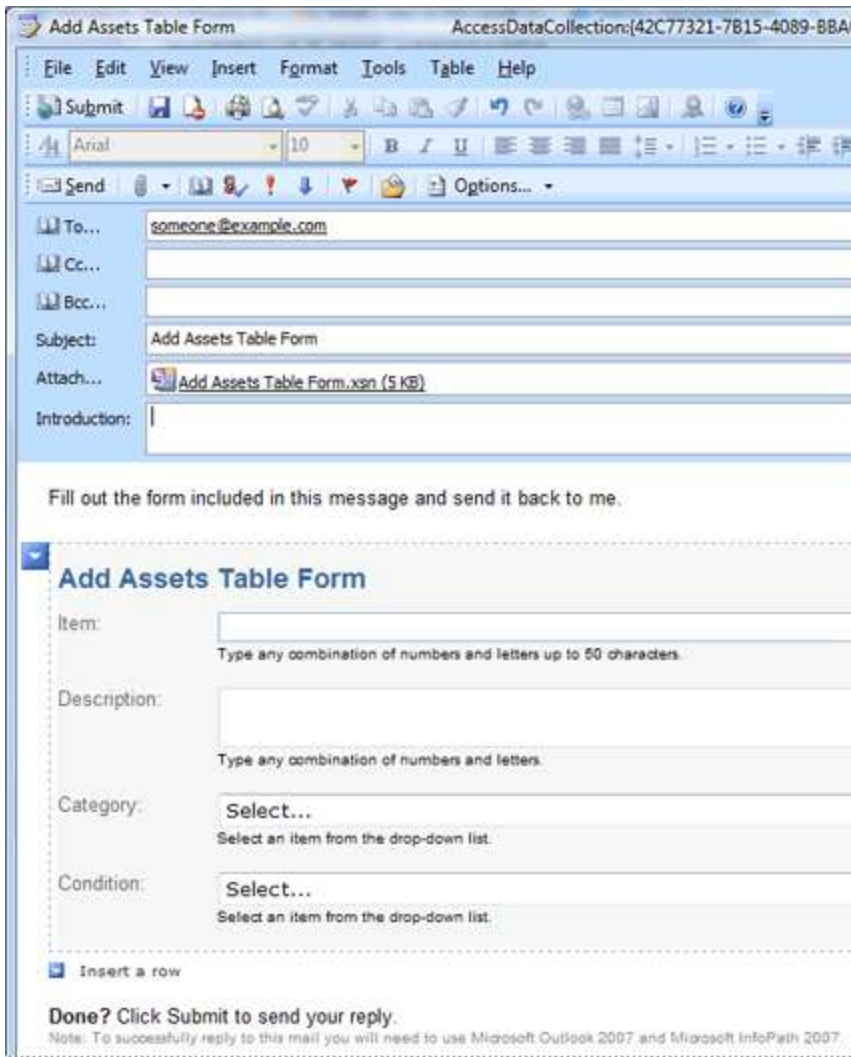 Add Assets Table Form AccessDataCollection:{42C77321-7B15-4089-BBA
File Edit View Insert Format Tools Table Help
Submit
Arial 10 B I U
Send Options...
To... someone@example.com
Cc...
Bcc...
Subject: Add Assets Table Form
Attach... Add Assets Table Form.xsn (5 KB)
Introduction:
Fill out the form included in this message and send it back to me.
Add Assets Table Form
Item:
Type any combination of numbers and letters up to 50 characters.
Description:
Type any combination of numbers and letters.
Category: Select...
Select an item from the drop-down list.
Condition: Select...
Select an item from the drop-down list.
Insert a row
Done? Click Submit to send your reply.
Note: To successfully reply to this mail you will need to use Microsoft Outlook 2007 and Microsoft InfoPath 2007.